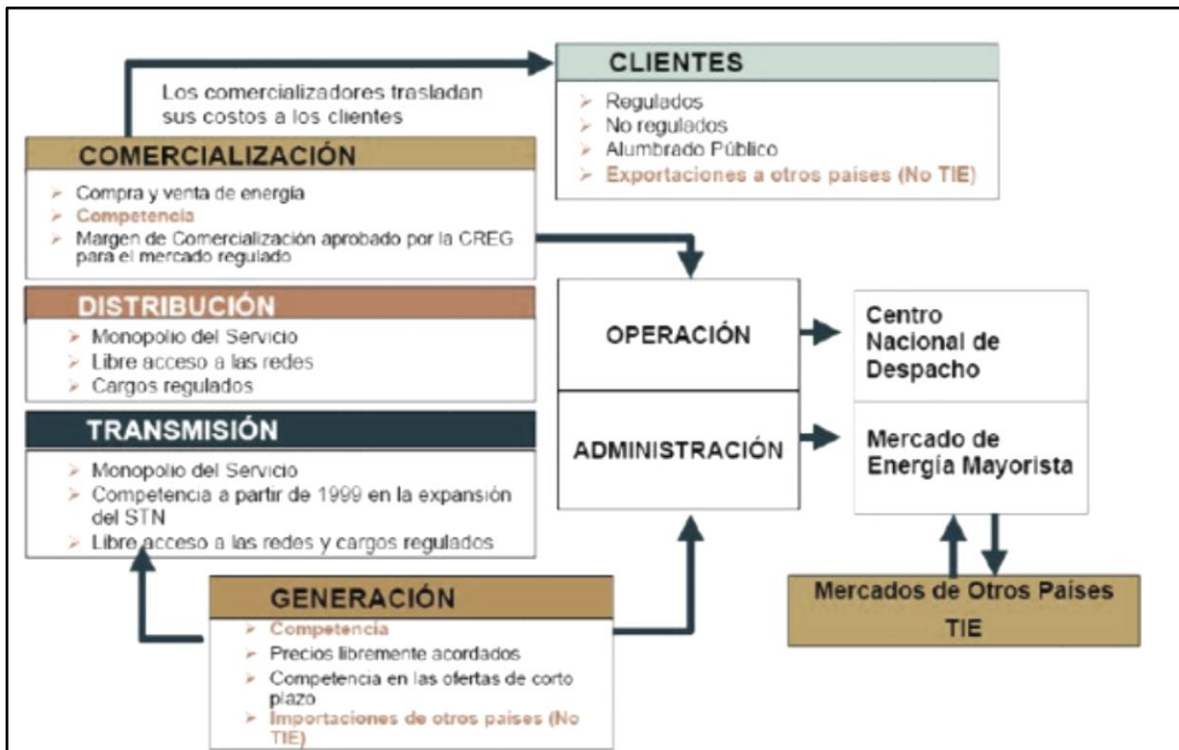 CLIENTES
➢ Regulados
➢ No regulados
➢ Alumbrado Público
➢ Exportaciones a otros países (No TIE)
Los comercializadores trasladan
sus costos a los clientes
COMERCIALIZACIÓN
➢ Compra y venta de energía
➢ Competencia
➢ Margen de Comercialización aprobado por la CREG
para el mercado regulado
DISTRIBUCIÓN
➢ Monopolio del Servicio
➢ Libre acceso a las redes
➢ Cargos regulados
TRANSMISIÓN
➢ Monopolio del Servicio
➢ Competencia a partir de 1999 en la expansión
del STN
➢ Libre acceso a las redes y cargos regulados
GENERACIÓN
➢ Competencia
➢ Precios libremente acordados
➢ Competencia en las ofertas de corto
plazo
➢ Importaciones de otros países (No
TIE)
OPERACIÓN
ADMINISTRACIÓN
Centro
Nacional de
Despacho
Mercado de
Energía Mayorista
Mercados de Otros Países
TIE